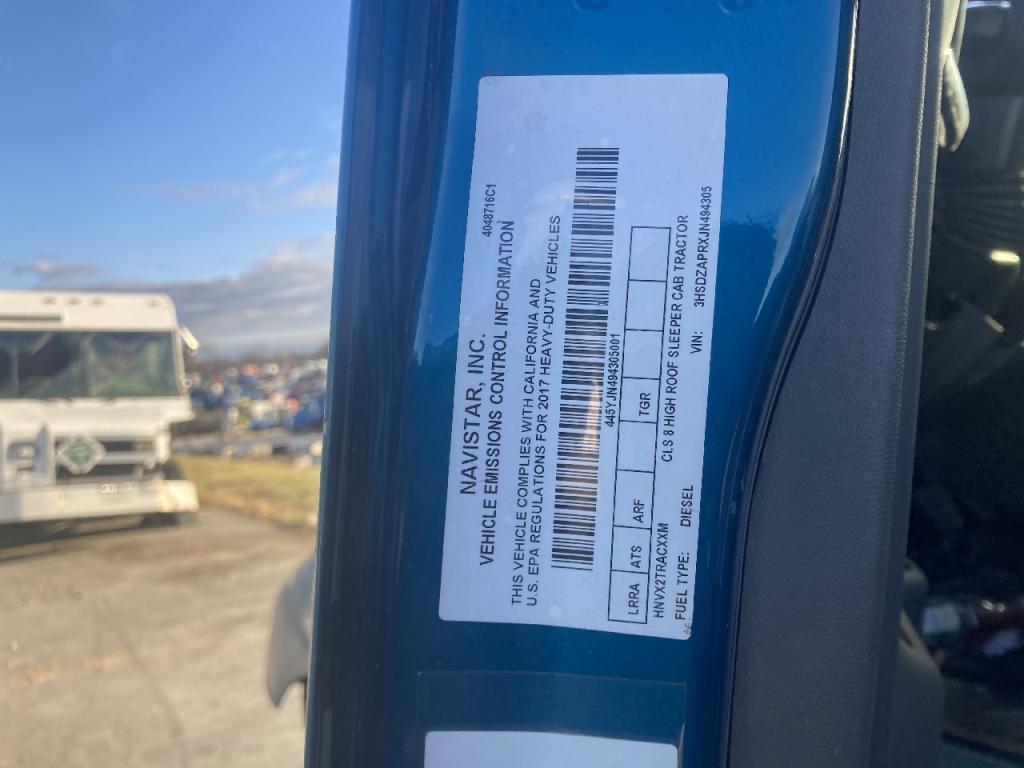 4048716C1
NAVISTAR, INC.
VEHICLE EMISSIONS CONTROL INFORMATION
THIS VEHICLE COMPLIES WITH CALIFORNIA AND
U.S. EPA REGULATIONS FOR 2017 HEAVY-DUTY VEHICLES
445YJN494305001
LRRA ATS ARF TGR
HNVX2TRACXXM CLS 8 HIGH ROOF SLEEPER CAB TRACTOR
FUEL TYPE: DIESEL VIN: 3HSDZAPRXJN494305